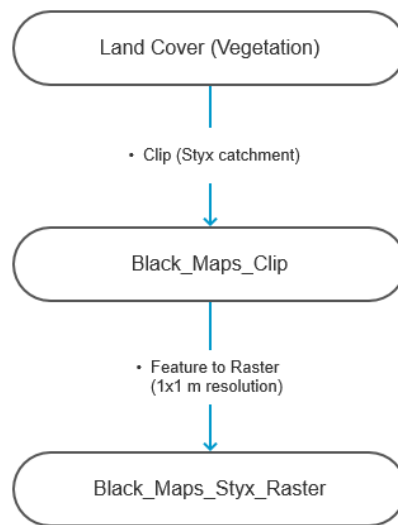 Land Cover (Vegetation)
• Clip (Styx catchment)
Black_Maps_Clip
• Feature to Raster
(1x1 m resolution)
Black_Maps_Styx_Raster